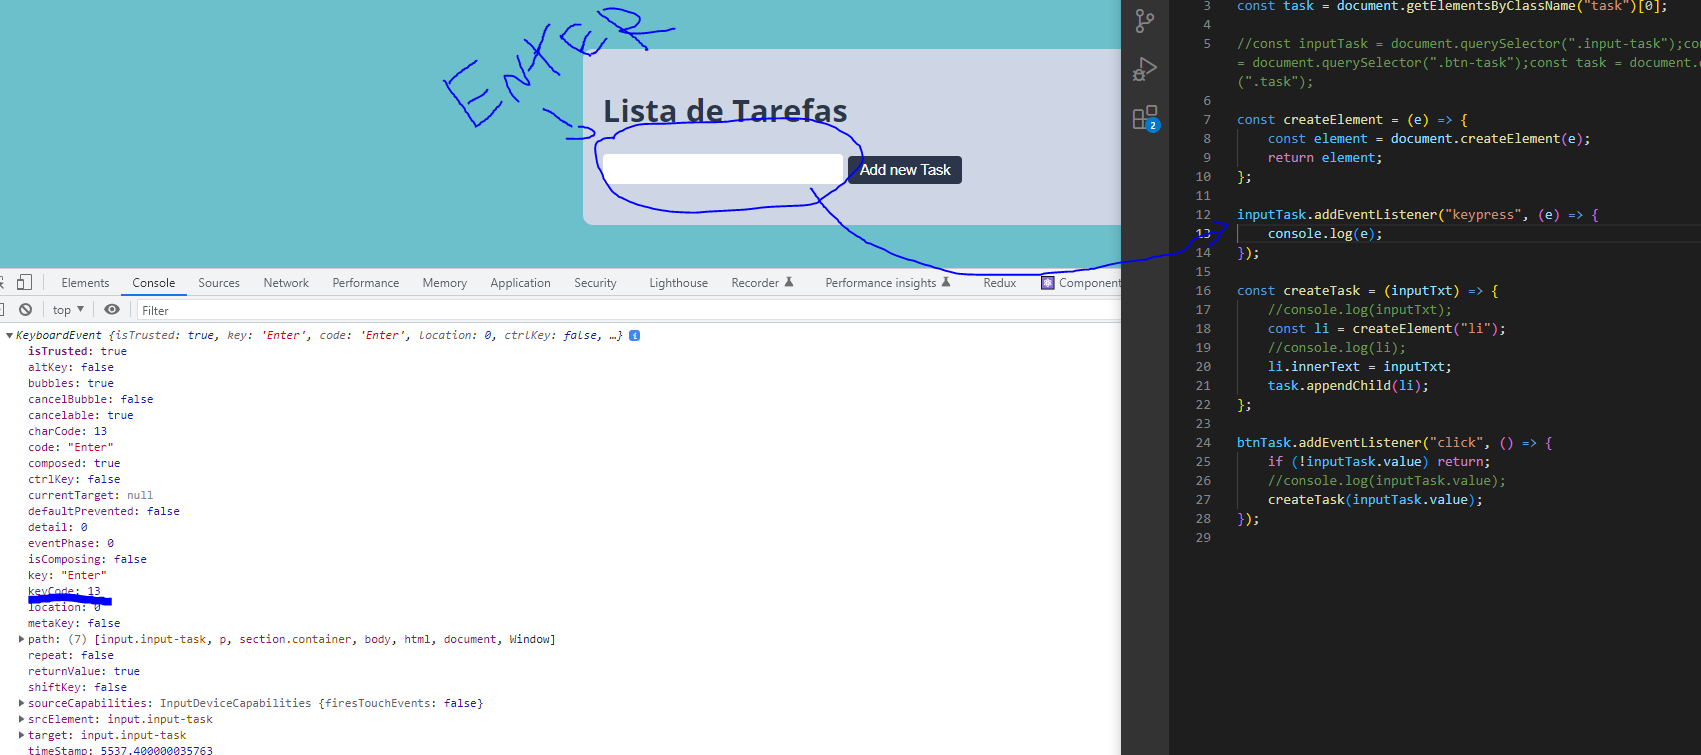 ENTER
Lista de Tarefas
Add new Task
Elements Console Sources Network Performance Memory Application Security Lighthouse Recorder Performance insights Redux Component
top Filter
KeyboardEvent {isTrusted: true, key: 'Enter', code: 'Enter', location: 0, ctrlKey: false, …} i
isTrusted: true
altKey: false
bubbles: true
cancelBubble: false
cancelable: true
charCode: 13
code: "Enter"
composed: true
ctrlKey: false
currentTarget: null
defaultPrevented: false
detail: 0
eventPhase: 0
isComposing: false
key: "Enter"
keyCode: 13
location: 0
metaKey: false
path: (7) [input.input-task, p, section.container, body, html, document, Window]
repeat: false
returnValue: true
shiftKey: false
sourceCapabilities: InputDeviceCapabilities {firesTouchEvents: false}
srcElement: input.input-task
target: input.input-task
timeStamp: 5537.400000035763
2
3 const task = document.getElementsByClassName("task")[0];
4
5 //const inputTask = document.querySelector(".input-task");con
= document.querySelector(".btn-task");const task = document.
(".task");
6
7 const createElement = (e) => {
8 const element = document.createElement(e);
9 return element;
10 };
11
12 inputTask.addEventListener("keypress", (e) => {
13 console.log(e);
14 });
15
16 const createTask = (inputTxt) => {
17 //console.log(inputTxt);
18 const li = createElement("li");
19 //console.log(li);
20 li.innerText = inputTxt;
21 task.appendChild(li);
22 };
23
24 btnTask.addEventListener("click", () => {
25 if (!inputTask.value) return;
26 //console.log(inputTask.value);
27 createTask(inputTask.value);
28 });
29